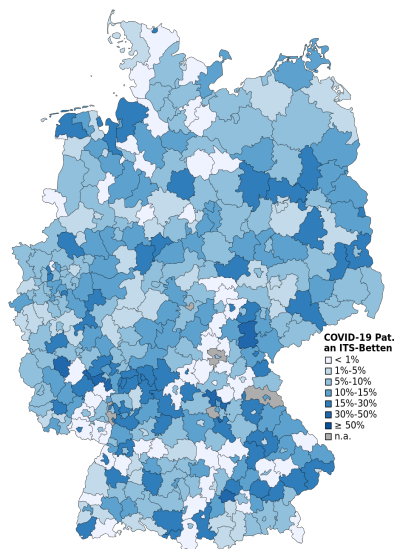 COVID-19 Pat.
an ITS-Betten
< 1%
1%-5%
5%-10%
10%-15%
15%-30%
30%-50%
≥ 50%
n.a.